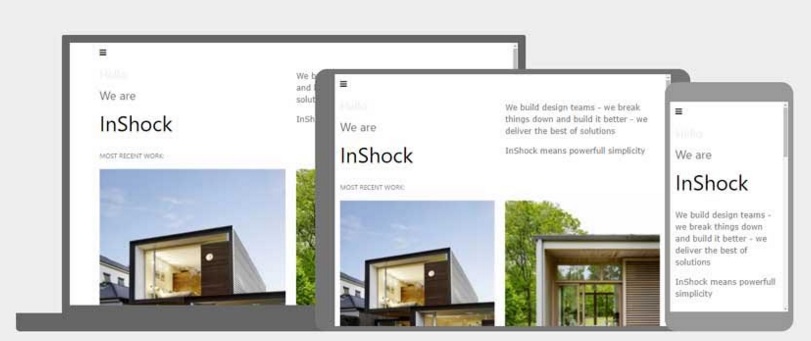 Hello
We are
InShock
MOST RECENT WORK:
We b
and l
solut
InSh
Hello
We are
InShock
MOST RECENT WORK:
We build design teams - we break
things down and build it better - we
deliver the best of solutions
InShock means powerfull simplicity
Hello
We are
InShock
We build design teams -
we break things down
and build it better - we
deliver the best of
solutions
InShock means powerfull
simplicity